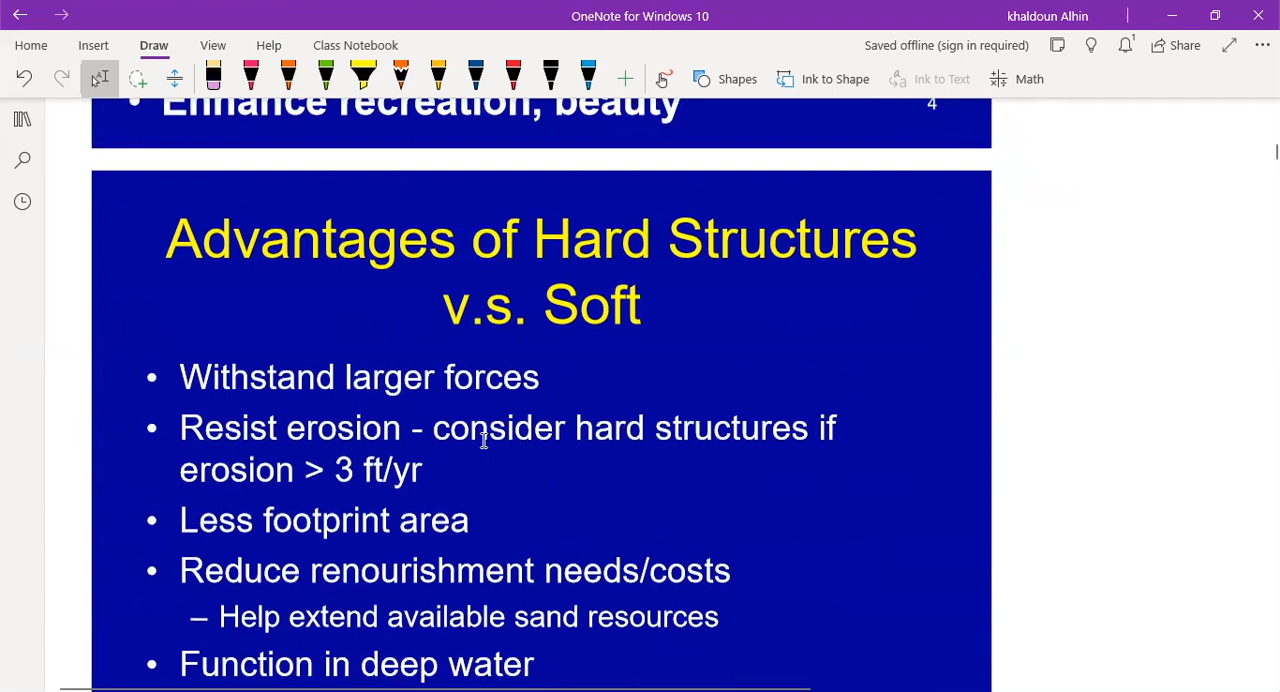 OneNote for Windows 10
khaldoun Alhin
Home Insert Draw View Help Class Notebook
Saved offline (sign in required)
1
Share
Shapes
Ink to Shape
Ink to Text
Math
• Enhance recreation, beauty
4
Advantages of Hard Structures
v.s. Soft
• Withstand larger forces
• Resist erosion - consider hard structures if
erosion > 3 ft/yr
• Less footprint area
• Reduce renourishment needs/costs
– Help extend available sand resources
• Function in deep water